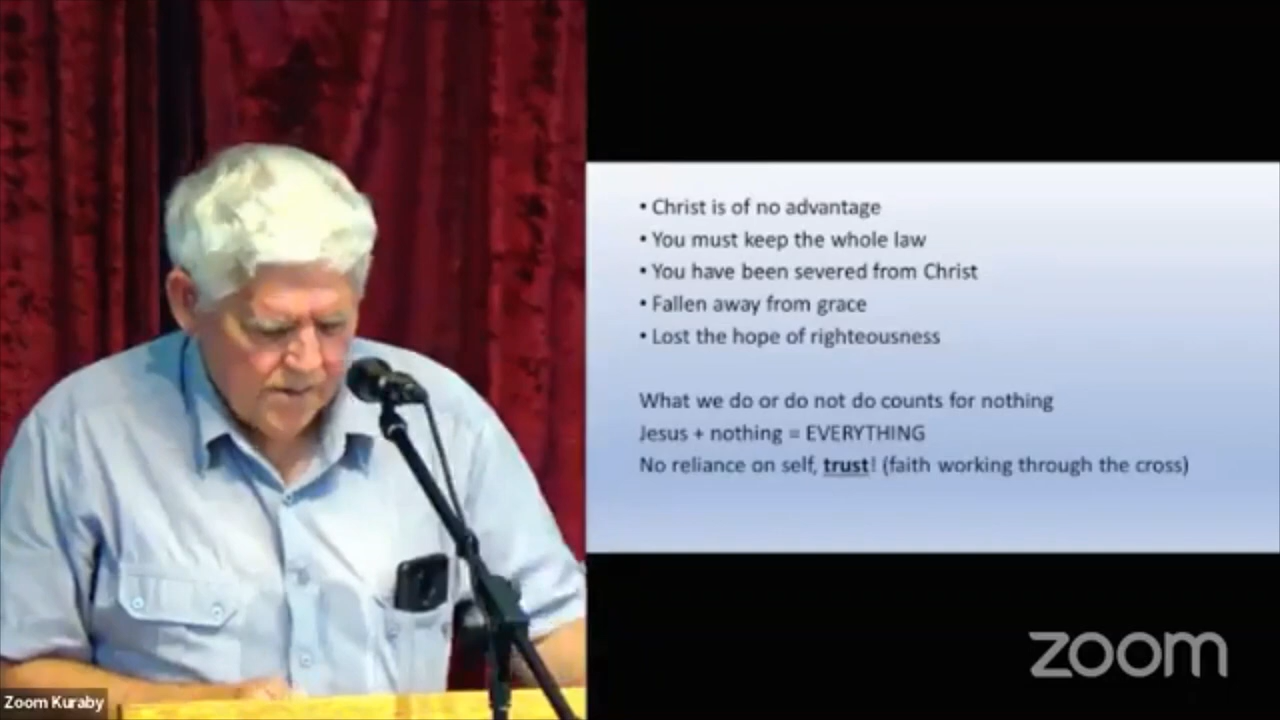 • Christ is of no advantage
• You must keep the whole law
• You have been severed from Christ
• Fallen away from grace
• Lost the hope of righteousness
What we do or do not do counts for nothing
Jesus + nothing = EVERYTHING
No reliance on self, trust! (faith working through the cross)
zoom
Zoom Kuraby